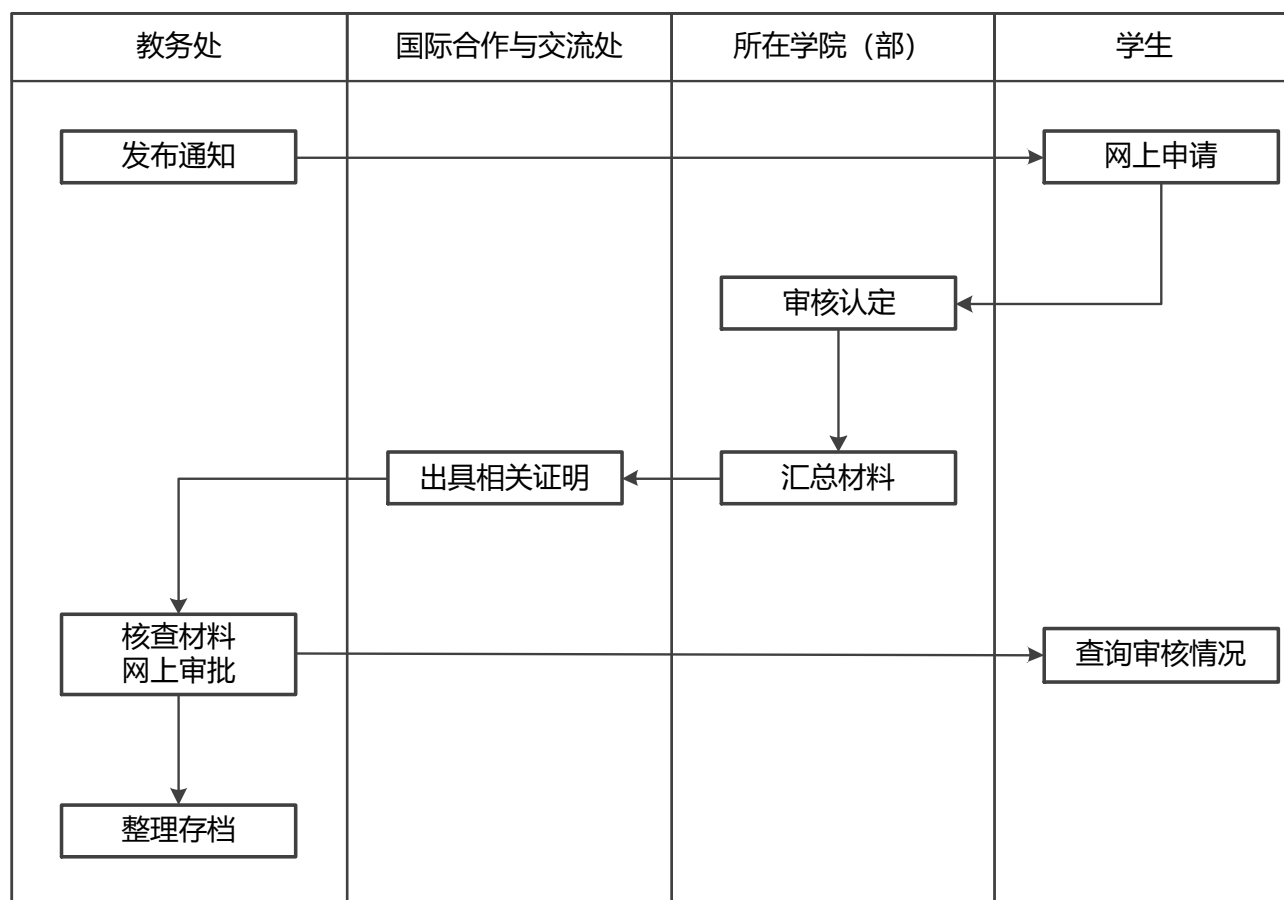 教务处
国际合作与交流处
所在学院（部）
学生
发布通知
网上申请
审核认定
出具相关证明
汇总材料
核查材料
网上审批
查询审核情况
整理存档